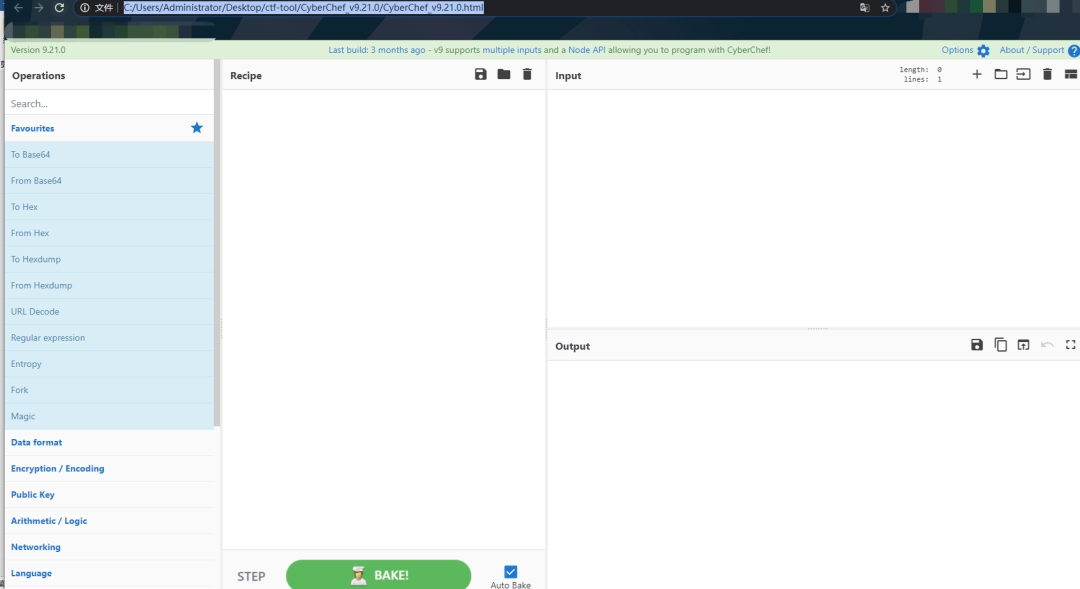 文件 C:/Users/Administrator/Desktop/ctf-tool/CyberChef_v9.21.0/CyberChef_v9.21.0.html
Version 9.21.0 Last build: 3 months ago - v9 supports multiple inputs and a Node API allowing you to program with CyberChef! Options About / Support
Operations
Search...
Favourites
To Base64
From Base64
To Hex
From Hex
To Hexdump
From Hexdump
URL Decode
Regular expression
Entropy
Fork
Magic
Data format
Encryption / Encoding
Public Key
Arithmetic / Logic
Networking
Language
Recipe
STEP
BAKE!
Auto Bake
Input
length: 0
lines: 1
Output